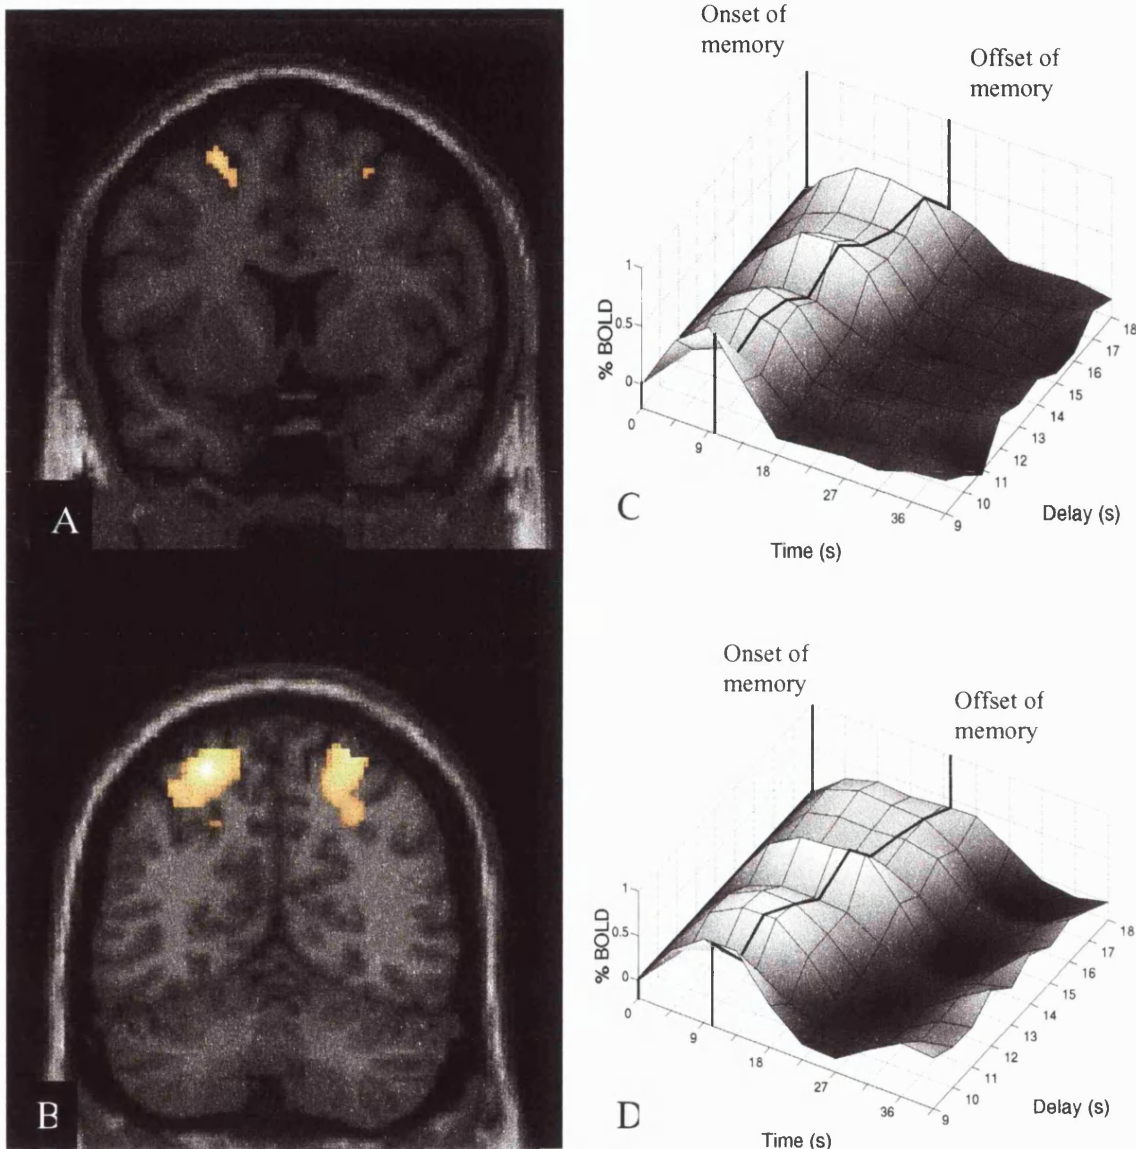 A
B
Onset of
memory
Offset of
memory
1
0.5
0
% BOLD
0
9
18
27
36
Time (s)
9
10
11
12
13
14
15
16
17
18
Delay (s)
C
Onset of
memory
Offset of
memory
1
0.5
0
% BOLD
0
9
18
27
36
Time (s)
9
10
11
12
13
14
15
16
17
18
Delay (s)
D